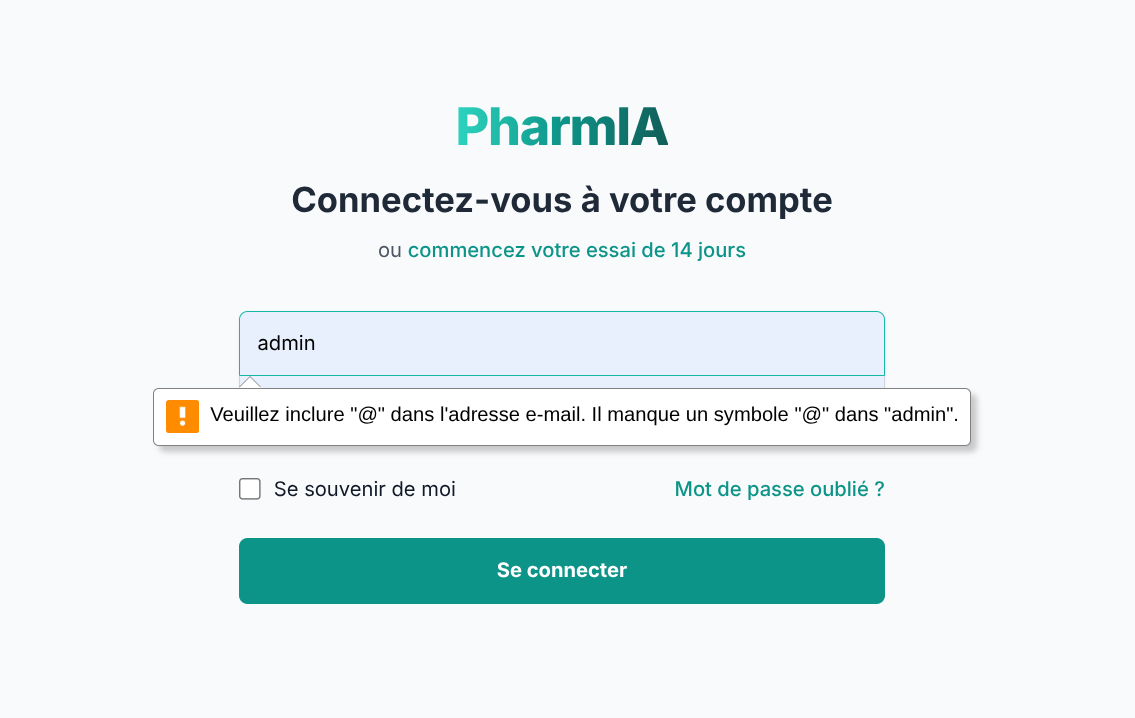 PharmIA
Connectez-vous à votre compte
ou commencez votre essai de 14 jours
admin
Veuillez inclure "@" dans l'adresse e-mail. Il manque un symbole "@" dans "admin".
Se souvenir de moi
Mot de passe oublié ?
Se connecter